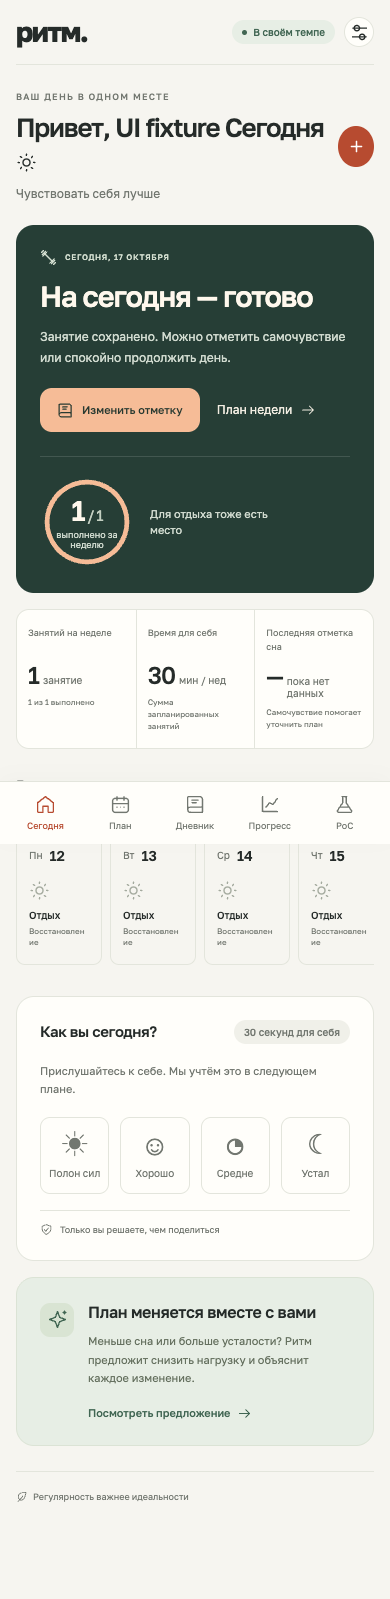 ритм.
В своём темпе
ВАШ ДЕНЬ В ОДНОМ МЕСТЕ
Привет, UI fixture Сегодня
Чувствовать себя лучше
СЕГОДНЯ, 17 ОКТЯБРЯ
На сегодня — готово
Занятие сохранено. Можно отметить самочувствие
или спокойно продолжить день.
Изменить отметку
План недели
1/1
выполнено за
неделю
Для отдыха тоже есть
место
Занятий на неделе
1 занятие
1 из 1 выполнено
Время для себя
30 мин / нед
Сумма
запланированных
занятий
Последняя отметка
сна
— пока нет
данных
Самочувствие помогает
уточнить план
Сегодня
План
Дневник
Прогресс
PoC
Пн 12
Отдых
Восстановлен
ие
Вт 13
Отдых
Восстановлен
ие
Ср 14
Отдых
Восстановлен
ие
Чт 15
Отдых
Восстановлен
ие
Как вы сегодня?
30 секунд для себя
Прислушайтесь к себе. Мы учтём это в следующем
плане.
Полон сил
Хорошо
Средне
Устал
Только вы решаете, чем поделиться
План меняется вместе с вами
Меньше сна или больше усталости? Ритм
предложит снизить нагрузку и объяснит
каждое изменение.
Посмотреть предложение
Регулярность важнее идеальности